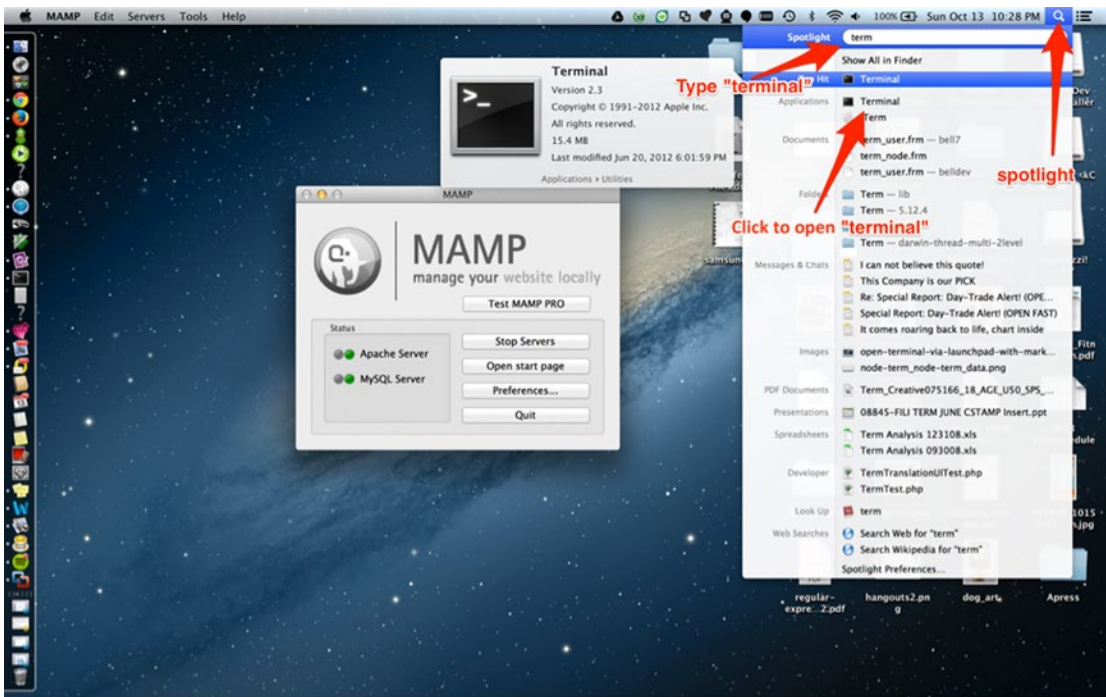 MAMP Edit Servers Tools Help
100% Sun Oct 13 10:28 PM
Spotlight term
Show All in Finder
Hit Terminal
Applications Terminal
Term
Documents term_user.frm — bell7
term_node.frm
term_user.frm — belldev
Folders Term — lib
Term — 5.12.4
Term — darwin-thread-multi-2level
Messages & Chats I can not believe this quote!
This Company is our PICK
Re: Special Report: Day-Trade Alert! (OPE...
Special Report: Day-Trade Alert! (OPEN FAST)
It comes roaring back to life, chart inside
Images open-terminal-via-launchpad-with-mark...
node-term_node-term_data.png
PDF Documents Term_Creative075166_18_AGE_U50_SPS_...
Presentations 08845-FILI TERM JUNE CSTAMP Insert.ppt
Spreadsheets Term Analysis 123108.xls
Term Analysis 093008.xls
Developer TermTranslationUITest.php
TermTest.php
Look Up term
Web Searches Search Web for "term"
Search Wikipedia for "term"
Spotlight Preferences...
Type "terminal"
Click to open "terminal"
spotlight
Terminal
Version 2.3
Copyright © 1991-2012 Apple Inc.
All rights reserved.
15.4 MB
Last modified Jun 20, 2012 6:01:59 PM
Applications ▸ Utilities
MAMP
MAMP
manage your website locally
Test MAMP PRO
Status
Apache Server
MySQL Server
Stop Servers
Open start page
Preferences...
Quit
regular-
expre...2.pdf
hangouts2.pn
g
dog_art
Apress